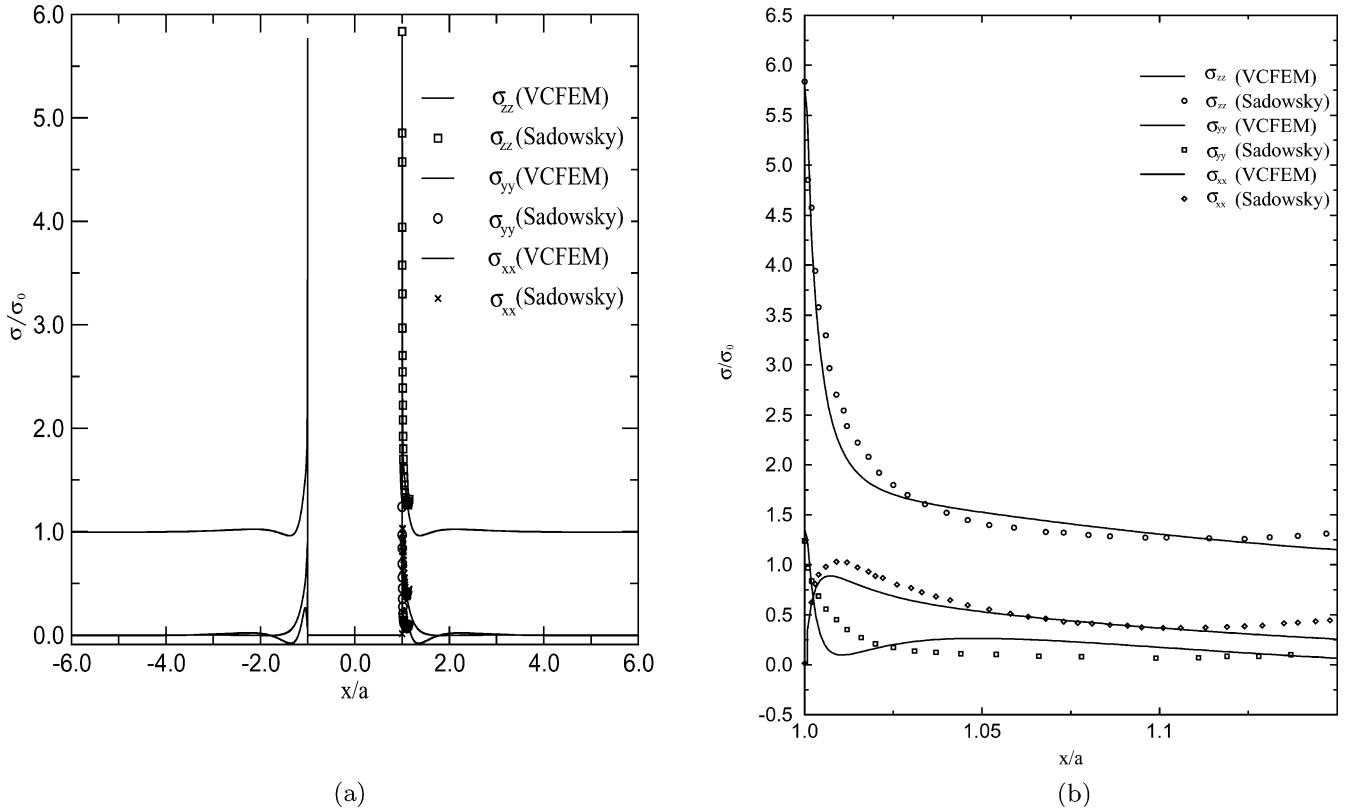 6.0
5.0
4.0
3.0
2.0
1.0
0.0
-6.0 -4.0 -2.0 0.0 2.0 4.0 6.0
x/a
σ/σ₀
σzz(VCFEM)
σzz(Sadowsky)
σyy(VCFEM)
σyy(Sadowsky)
σxx(VCFEM)
σxx(Sadowsky)
(a)
6.5
6.0
5.5
5.0
4.5
4.0
3.5
3.0
2.5
2.0
1.5
1.0
0.5
0.0
-0.5
1.0 1.05 1.1
x/a
σ/σ₀
σzz (VCFEM)
σzz (Sadowsky)
σyy (VCFEM)
σyy (Sadowsky)
σxx (VCFEM)
σxx (Sadowsky)
(b)